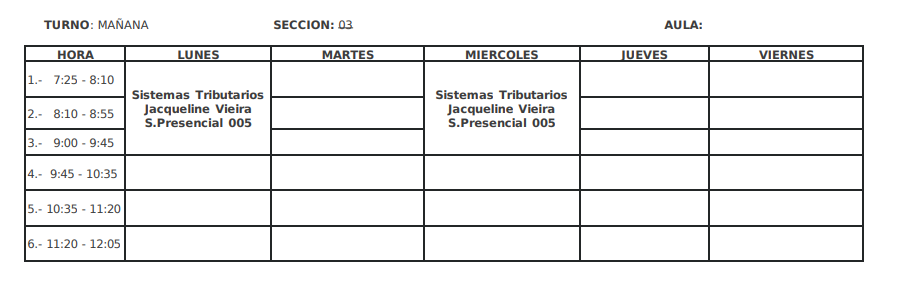 TURNO: MAÑANA SECCION: 03 AULA:
HORA LUNES MARTES MIERCOLES JUEVES VIERNES
1.- 7:25 - 8:10
Sistemas Tributarios Sistemas Tributarios
Jacqueline Vieira Jacqueline Vieira
2.- 8:10 - 8:55
S.Presencial 005 S.Presencial 005
3.- 9:00 - 9:45
4.- 9:45 - 10:35
5.- 10:35 - 11:20
6.- 11:20 - 12:05